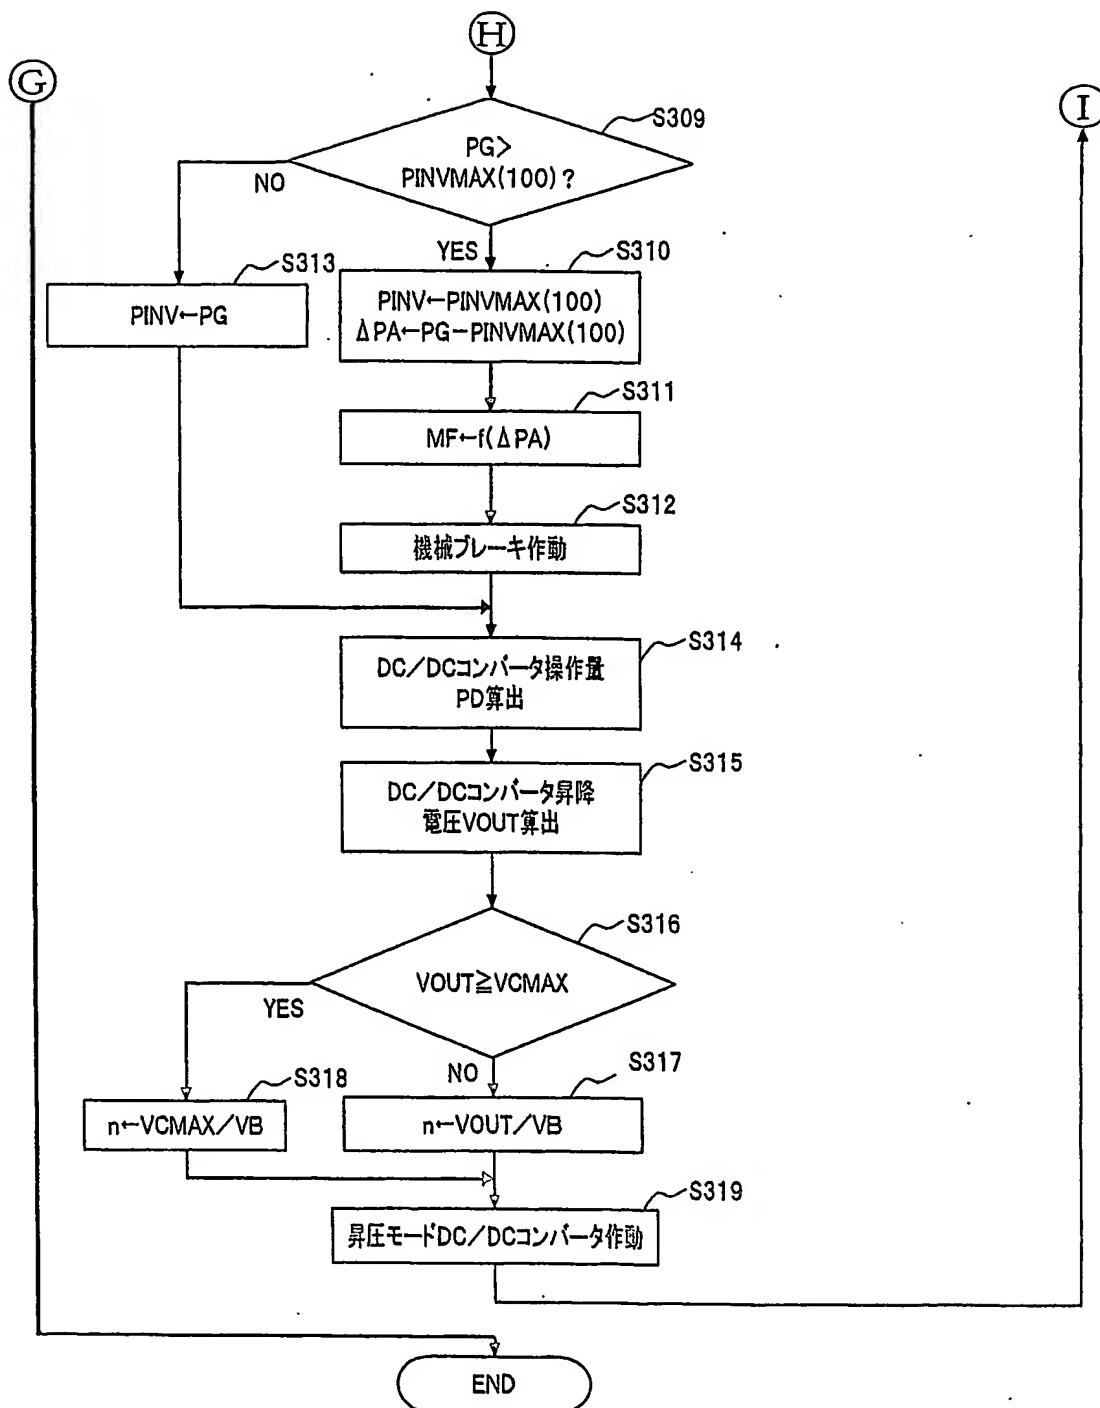 H
G
I
S309
PG>
PINVMAX(100)?
NO
YES
S313
PINV←PG
S310
PINV←PINVMAX(100)
ΔPA←PG−PINVMAX(100)
S311
MF←f(ΔPA)
S312
機械ブレーキ作動
S314
DC/DCコンバータ操作量
PD算出
S315
DC/DCコンバータ昇降
電圧VOUT算出
S316
VOUT≧VCMAX
YES
NO
S318
n←VCMAX/VB
S317
n←VOUT/VB
S319
昇圧モードDC/DCコンバータ作動
END